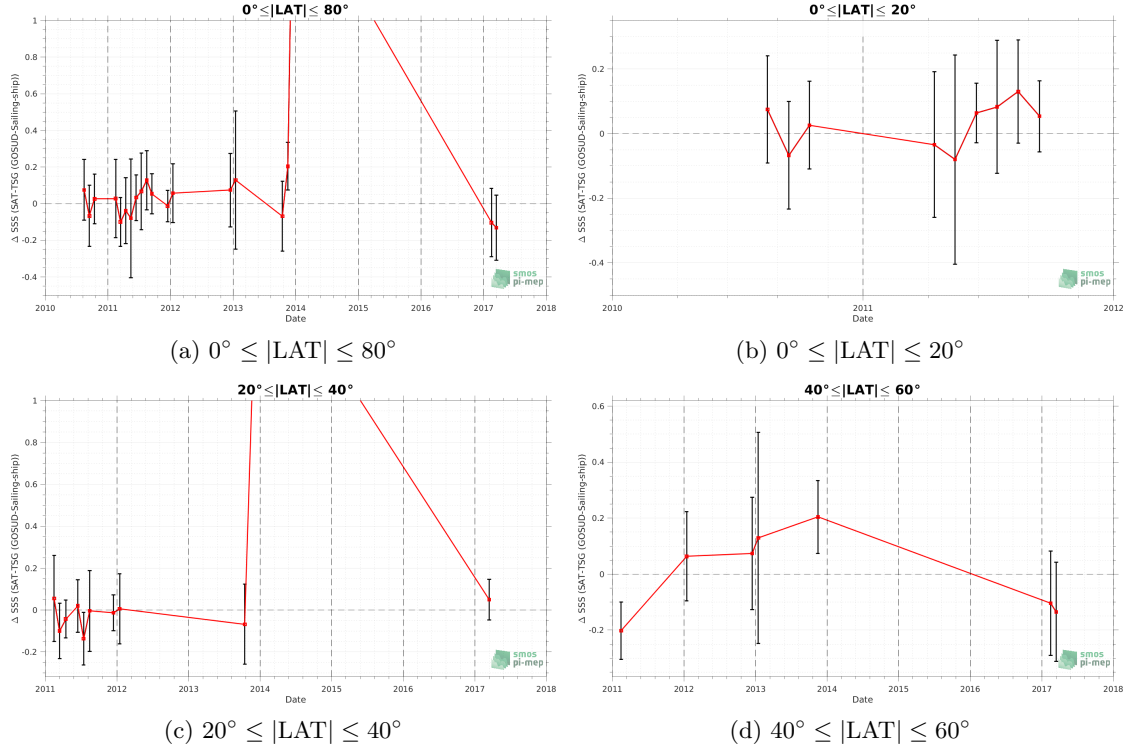 0°≤|LAT|≤ 80°
1
0.8
0.6
0.4
0.2
0
-0.2
-0.4
Δ SSS (SAT-TSG (GOSUD-Sailing-ship))
2010 2011 2012 2013 2014 2015 2016 2017 2018
Date
smos
pi-mep
(a) 0° ≤ |LAT| ≤ 80°
0°≤|LAT|≤ 20°
0.2
0
-0.2
-0.4
Δ SSS (SAT-TSG (GOSUD-Sailing-ship))
2010 2011 2012
Date
smos
pi-mep
(b) 0° ≤ |LAT| ≤ 20°
20°≤|LAT|≤ 40°
1
0.8
0.6
0.4
0.2
0
-0.2
Δ SSS (SAT-TSG (GOSUD-Sailing-ship))
2011 2012 2013 2014 2015 2016 2017 2018
Date
smos
pi-mep
(c) 20° ≤ |LAT| ≤ 40°
40°≤|LAT|≤ 60°
0.6
0.4
0.2
0
-0.2
Δ SSS (SAT-TSG (GOSUD-Sailing-ship))
2011 2012 2013 2014 2015 2016 2017 2018
Date
smos
pi-mep
(d) 40° ≤ |LAT| ≤ 60°